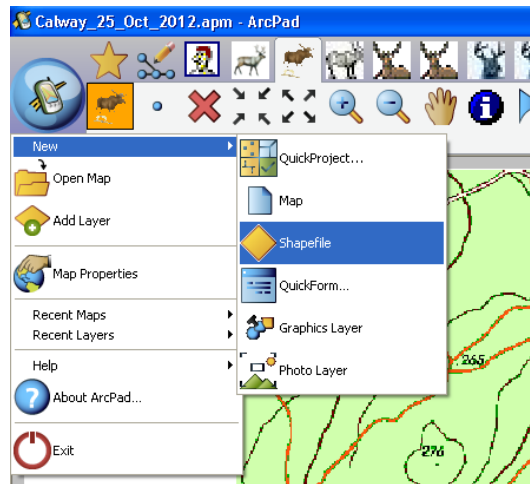 Calway_25_Oct_2012.apm - ArcPad
New
Open Map
Add Layer
Map Properties
Recent Maps
Recent Layers
Help
About ArcPad...
Exit
QuickProject...
Map
Shapefile
QuickForm...
Graphics Layer
Photo Layer
265
276